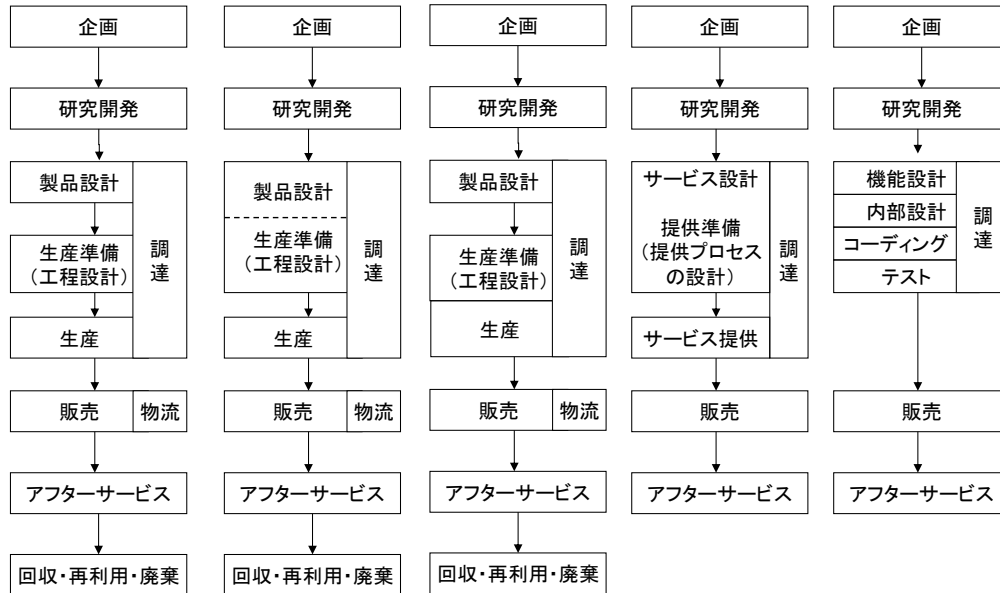 企画
研究開発
製品設計
生産準備
（工程設計）
生産
調
達
販売
物流
アフターサービス
回収・再利用・廃棄
企画
研究開発
製品設計
生産準備
（工程設計）
生産
調
達
販売
物流
アフターサービス
回収・再利用・廃棄
企画
研究開発
製品設計
生産準備
（工程設計）
生産
調
達
販売
物流
アフターサービス
回収・再利用・廃棄
企画
研究開発
サービス設計
提供準備
（提供プロセス
の設計）
サービス提供
調
達
販売
アフターサービス
企画
研究開発
機能設計
内部設計
コーディング
テスト
調
達
販売
アフターサービス